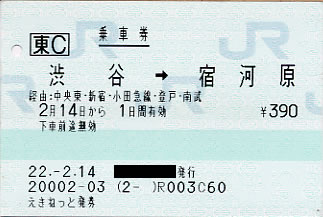 東C 乗車券
渋谷 → 宿河原
経由:中央東・新宿・小田急線・登戸・南武
2月14日から 1日間有効 ¥390
下車前途無効
22.-2.14 発行
20002-03 (2- )R003C60
えきねっと発券